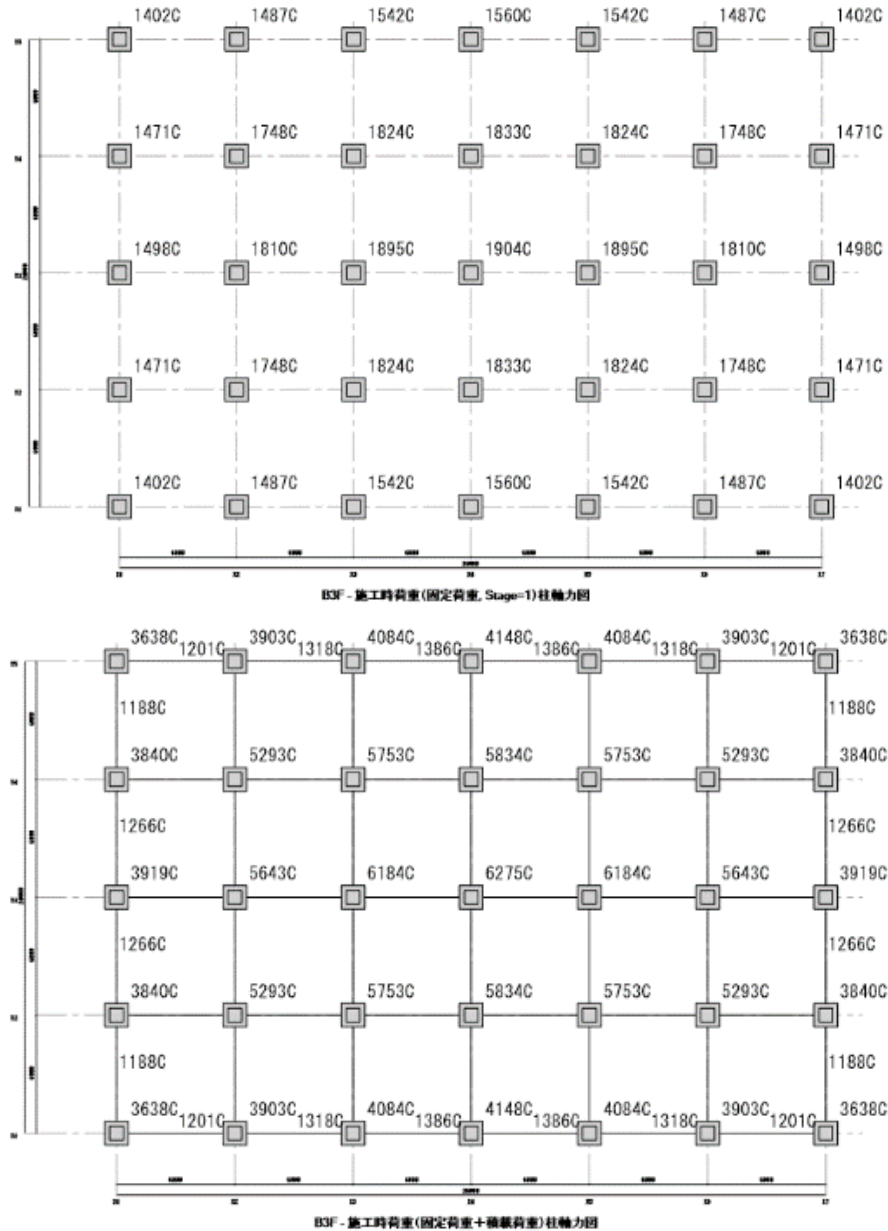 1402C 1487C 1542C 1560C 1542C 1487C 1402C
1471C 1748C 1824C 1833C 1824C 1748C 1471C
1498C 1810C 1895C 1904C 1895C 1810C 1498C
1471C 1748C 1824C 1833C 1824C 1748C 1471C
1402C 1487C 1542C 1560C 1542C 1487C 1402C
B3F - 施工時荷重(固定荷重, Stage=1)柱軸力図
3638C 3903C 4084C 4148C 4084C 3903C 3638C
1201C 1318C 1386C 1386C 1318C 1201C
1188C 1188C
3840C 5293C 5753C 5834C 5753C 5293C 3840C
1266C 1266C
3919C 5643C 6184C 6275C 6184C 5643C 3919C
1266C 1266C
3840C 5293C 5753C 5834C 5753C 5293C 3840C
1188C 1188C
3638C 3903C 4084C 4148C 4084C 3903C 3638C
1201C 1318C 1386C 1386C 1318C 1201C
B3F - 施工時荷重(固定荷重+積載荷重)柱軸力図